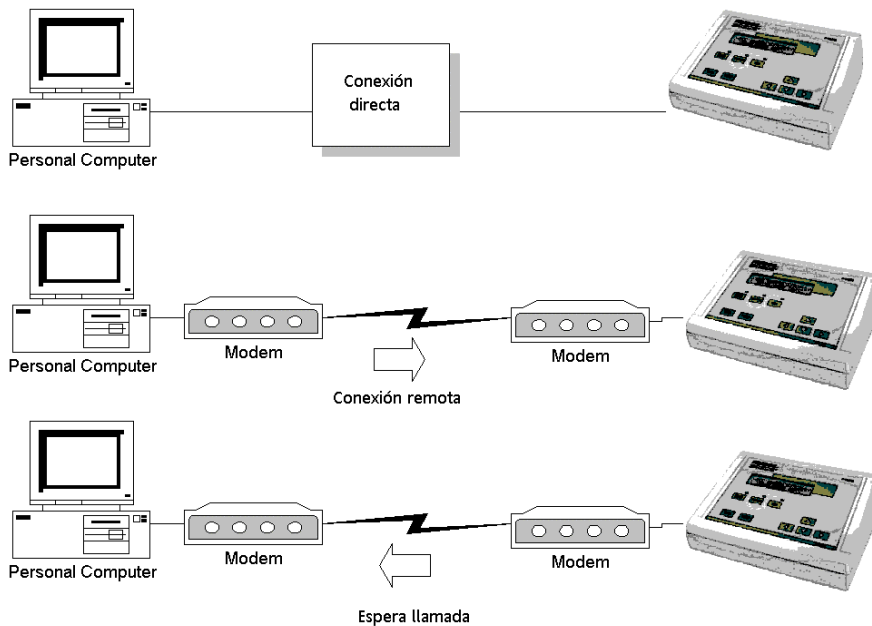 Conexión
directa
Personal Computer
Modem
Modem
Personal Computer
Conexión remota
Modem
Modem
Personal Computer
Espera llamada